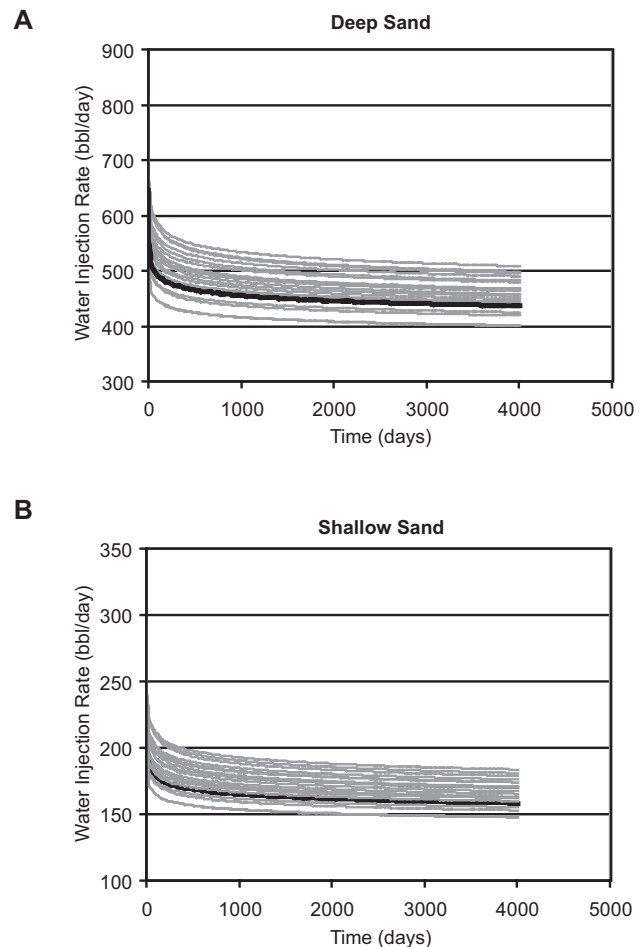 A
Deep Sand
900
800
700
600
500
400
300
Water Injection Rate (bbl/day)
0 1000 2000 3000 4000 5000
Time (days)
B
Shallow Sand
350
300
250
200
150
100
Water Injection Rate (bbl/day)
0 1000 2000 3000 4000 5000
Time (days)